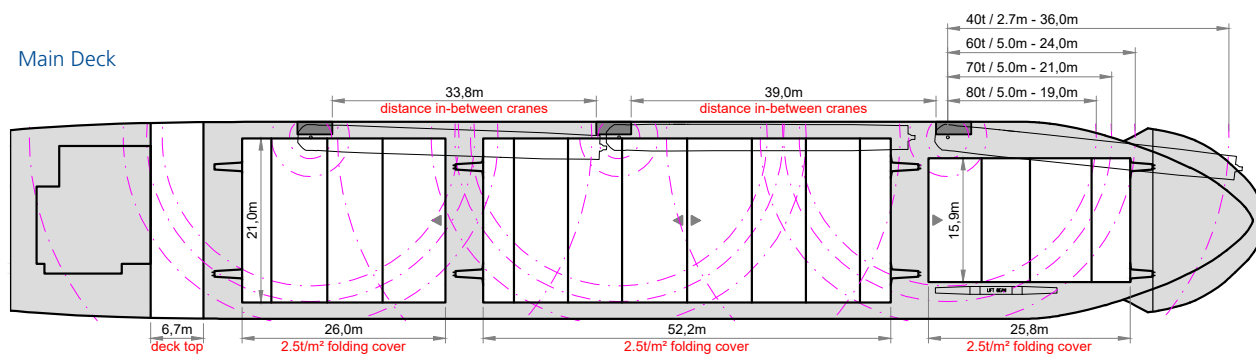 40t / 2.7m - 36,0m
60t / 5.0m - 24,0m
Main Deck
70t / 5.0m - 21,0m
33,8m
39,0m
80t / 5.0m - 19,0m
distance in-between cranes
distance in-between cranes
21,0m
15,9m
LIFT BEAM
6,7m
26,0m
52,2m
25,8m
deck top
2.5t/m² folding cover
2.5t/m² folding cover
2.5t/m² folding cover